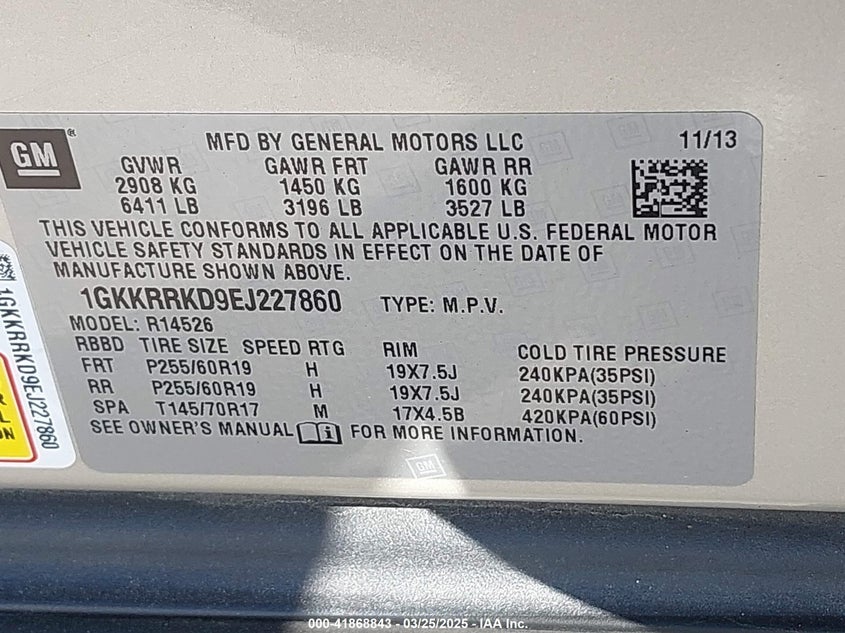 GM®
MFD BY GENERAL MOTORS LLC 11/13
GVWR GAWR FRT GAWR RR
2908 KG 1450 KG 1600 KG
6411 LB 3196 LB 3527 LB
THIS VEHICLE CONFORMS TO ALL APPLICABLE U.S. FEDERAL MOTOR
VEHICLE SAFETY STANDARDS IN EFFECT ON THE DATE OF
MANUFACTURE SHOWN ABOVE.
1GKKRRKD9EJ227860 TYPE: M.P.V.
MODEL: R14526
RBBD TIRE SIZE SPEED RTG RIM COLD TIRE PRESSURE
FRT P255/60R19 H 19X7.5J 240KPA(35PSI)
RR P255/60R19 H 19X7.5J 240KPA(35PSI)
SPA T145/70R17 M 17X4.5B 420KPA(60PSI)
SEE OWNER'S MANUAL i FOR MORE INFORMATION.
GM
1GKKRRKD9EJ227860
000-41868843 - 03/25/2025 - IAA Inc.